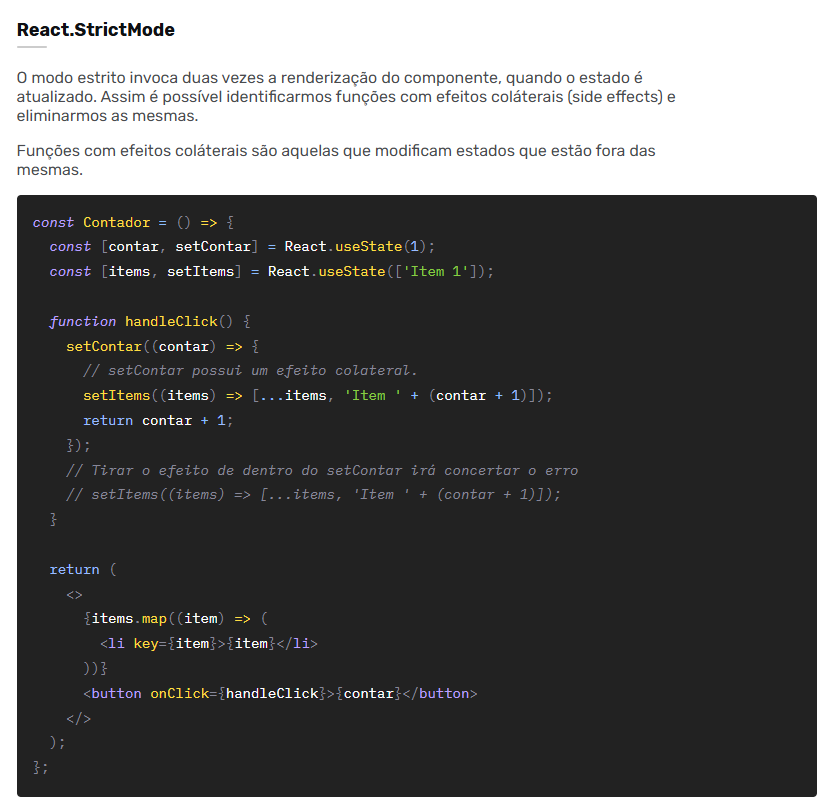 React.StrictMode
O modo estrito invoca duas vezes a renderização do componente, quando o estado é
atualizado. Assim é possível identificarmos funções com efeitos coláterais (side effects) e
eliminarmos as mesmas.
Funções com efeitos coláterais são aquelas que modificam estados que estão fora das
mesmas.
const Contador = () => {
  const [contar, setContar] = React.useState(1);
  const [items, setItems] = React.useState(['Item 1']);
  function handleClick() {
    setContar((contar) => {
      // setContar possui um efeito colateral.
      setItems((items) => [...items, 'Item ' + (contar + 1)]);
      return contar + 1;
    });
    // Tirar o efeito de dentro do setContar irá concertar o erro
    // setItems((items) => [...items, 'Item ' + (contar + 1)]);
  }
  return (
    <>
      {items.map((item) => (
        <li key={item}>{item}</li>
      ))}
      <button onClick={handleClick}>{contar}</button>
    </>
  );
};